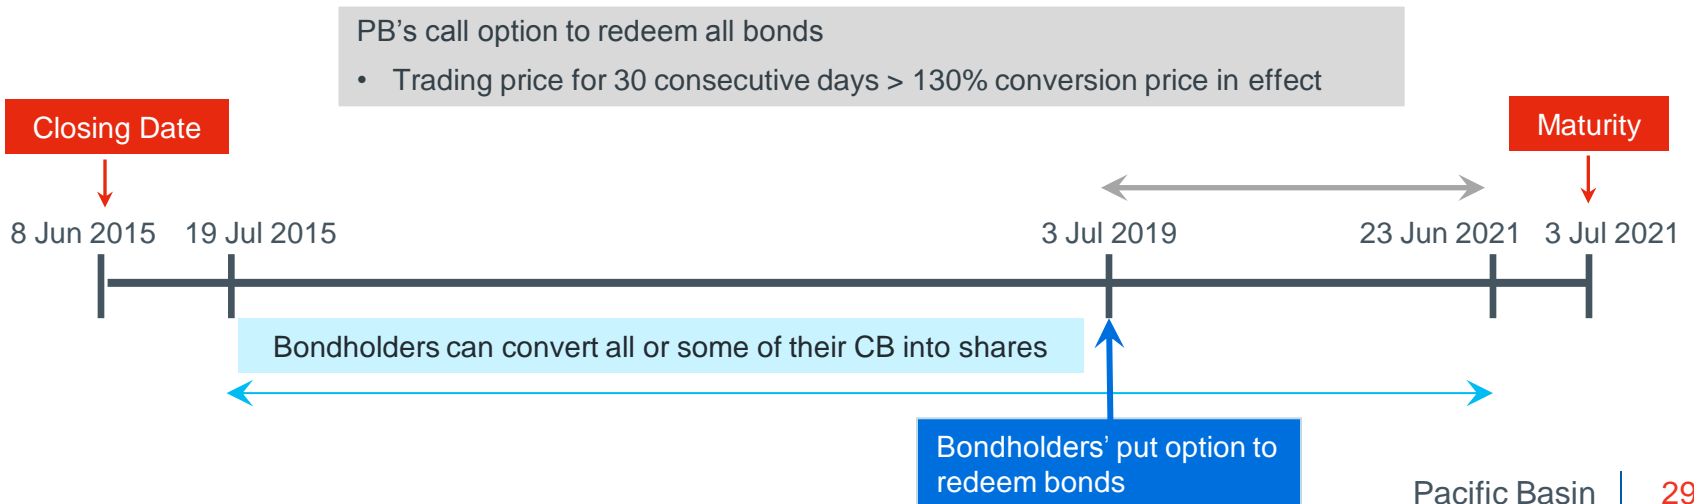 PB’s call option to redeem all bonds
• Trading price for 30 consecutive days > 130% conversion price in effect
Closing Date
Maturity
8 Jun 2015
19 Jul 2015
3 Jul 2019
23 Jun 2021
3 Jul 2021
Bondholders can convert all or some of their CB into shares
Bondholders’ put option to
redeem bonds
Pacific Basin
29